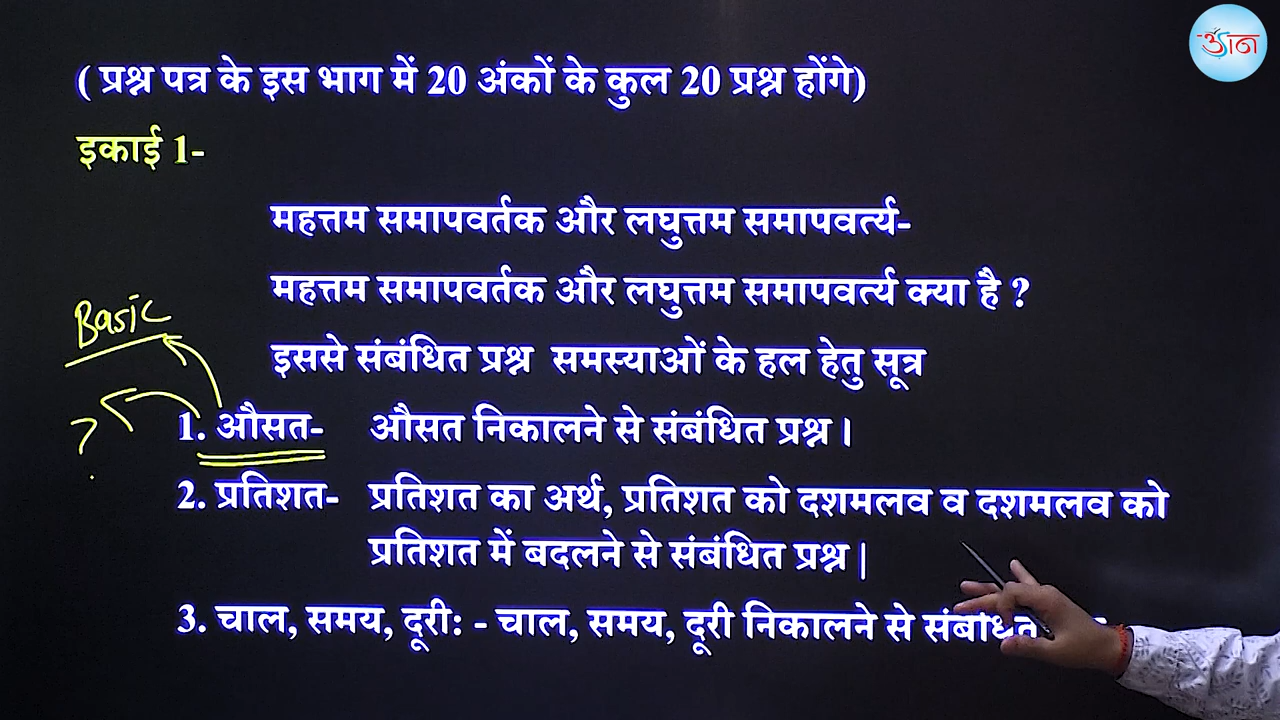 ज्ञान
( प्रश्न पत्र के इस भाग में 20 अंकों के कुल 20 प्रश्न होंगे)
इकाई 1-
महत्तम समापवर्तक और लघुत्तम समापवर्त्य-
महत्तम समापवर्तक और लघुत्तम समापवर्त्य क्या है ?
Basic
इससे संबंधित प्रश्न समस्याओं के हल हेतु सूत्र
?
1. औसत- औसत निकालने से संबंधित प्रश्न ।
2. प्रतिशत- प्रतिशत का अर्थ, प्रतिशत को दशमलव व दशमलव को
प्रतिशत में बदलने से संबंधित प्रश्न |
3. चाल, समय, दूरी: - चाल, समय, दूरी निकालने से संबंधित